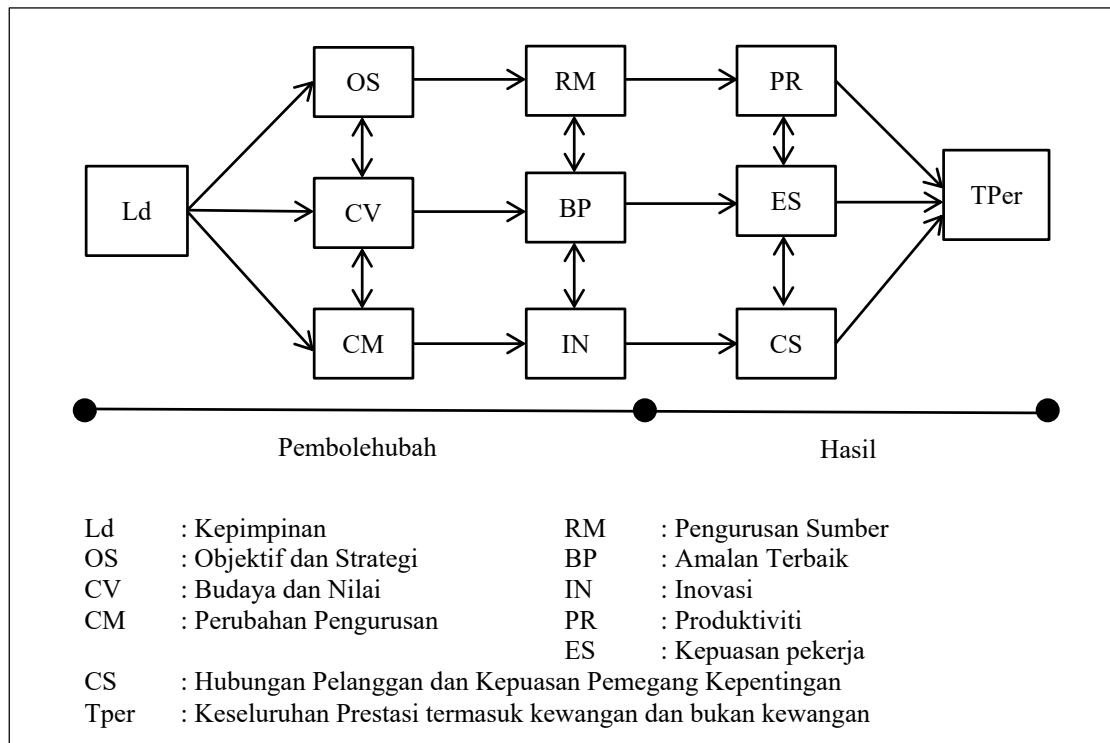 OS RM PR
Ld CV BP ES TPer
CM IN CS
Pembolehubah Hasil
Ld : Kepimpinan RM : Pengurusan Sumber
OS : Objektif dan Strategi BP : Amalan Terbaik
CV : Budaya dan Nilai IN : Inovasi
CM : Perubahan Pengurusan PR : Produktiviti
ES : Kepuasan pekerja
CS : Hubungan Pelanggan dan Kepuasan Pemegang Kepentingan
Tper : Keseluruhan Prestasi termasuk kewangan dan bukan kewangan